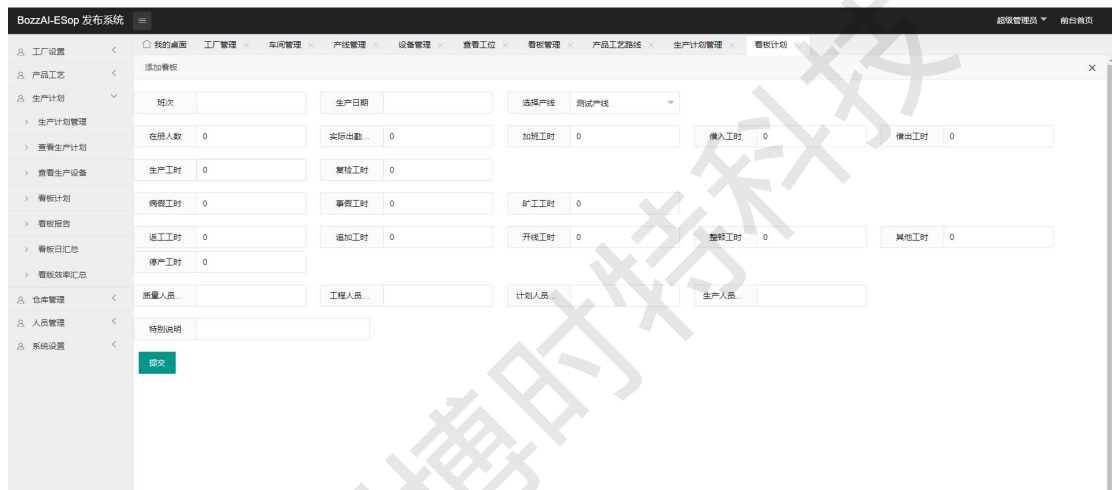 BozzAI-ESop 发布系统 超级管理员 前台首页
工厂设置
产品工艺
生产计划
生产计划管理
查看生产计划
查看生产设备
看板计划
看板报告
看板日汇总
看板效率汇总
仓库管理
人员管理
系统设置
我的桌面 工厂管理 车间管理 产线管理 设备管理 查看工位 看板管理 产品工艺路线 生产计划管理 看板计划
添加看板
班次 生产日期 选择产线 测试产线
在册人数 0 实际出勤... 0 加班工时 0 借入工时 0 借出工时 0
生产工时 0 复检工时 0
病假工时 0 事假工时 0 旷工工时 0
返工工时 0 追加工时 0 开线工时 0 整顿工时 0 其他工时 0
停产工时 0
质量人员... 工程人员... 计划人员... 生产人员...
特别说明
提交
博时特科技